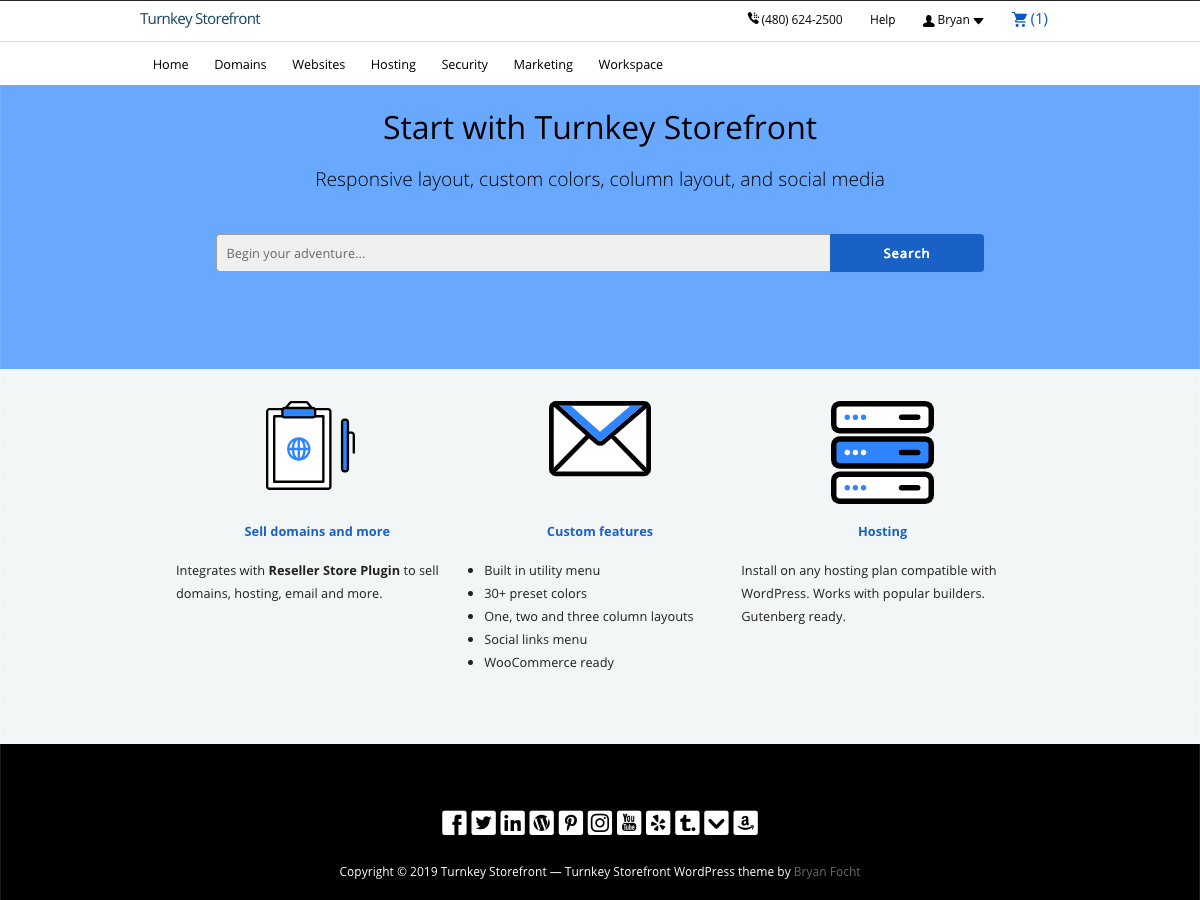 Turnkey Storefront
(480) 624-2500 Help Bryan (1)
Home Domains Websites Hosting Security Marketing Workspace
Start with Turnkey Storefront
Responsive layout, custom colors, column layout, and social media
Begin your adventure... Search
Sell domains and more
Integrates with Reseller Store Plugin to sell
domains, hosting, email and more.
Custom features
Built in utility menu
30+ preset colors
One, two and three column layouts
Social links menu
WooCommerce ready
Hosting
Install on any hosting plan compatible with
WordPress. Works with popular builders.
Gutenberg ready.
You Tube
Copyright © 2019 Turnkey Storefront — Turnkey Storefront WordPress theme by Bryan Focht